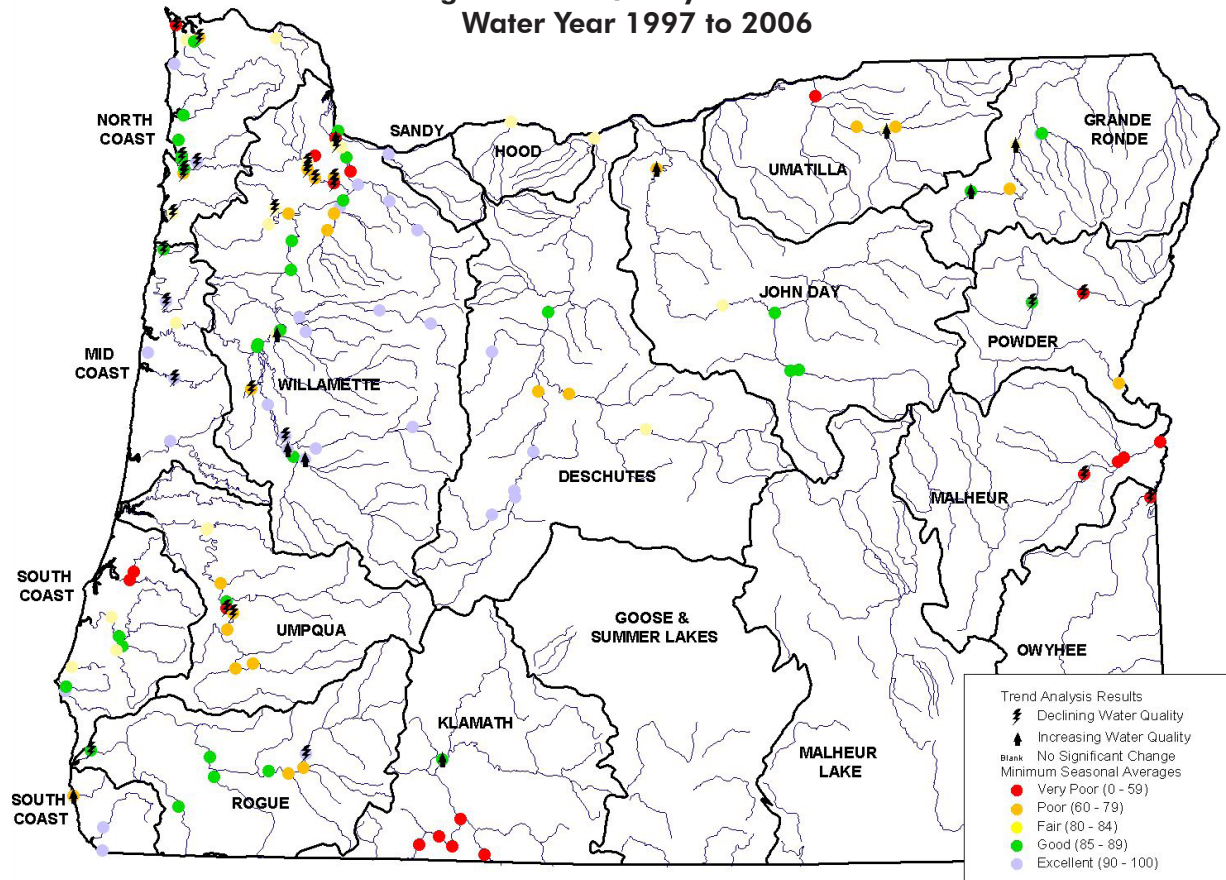 Water Year 1997 to 2006
NORTH
COAST
SANDY
HOOD
UMATILLA
GRANDE
RONDE
JOHN DAY
POWDER
MID
COAST
WILLAMETTE
DESCHUTES
MALHEUR
SOUTH
COAST
UMPQUA
GOOSE &
SUMMER LAKES
OWYHEE
KLAMATH
MALHEUR
LAKE
ROGUE
SOUTH
COAST
Trend Analysis Results
Declining Water Quality
Increasing Water Quality
Blank No Significant Change
Minimum Seasonal Averages
Very Poor (0 - 59)
Poor (60 - 79)
Fair (80 - 84)
Good (85 - 89)
Excellent (90 - 100)